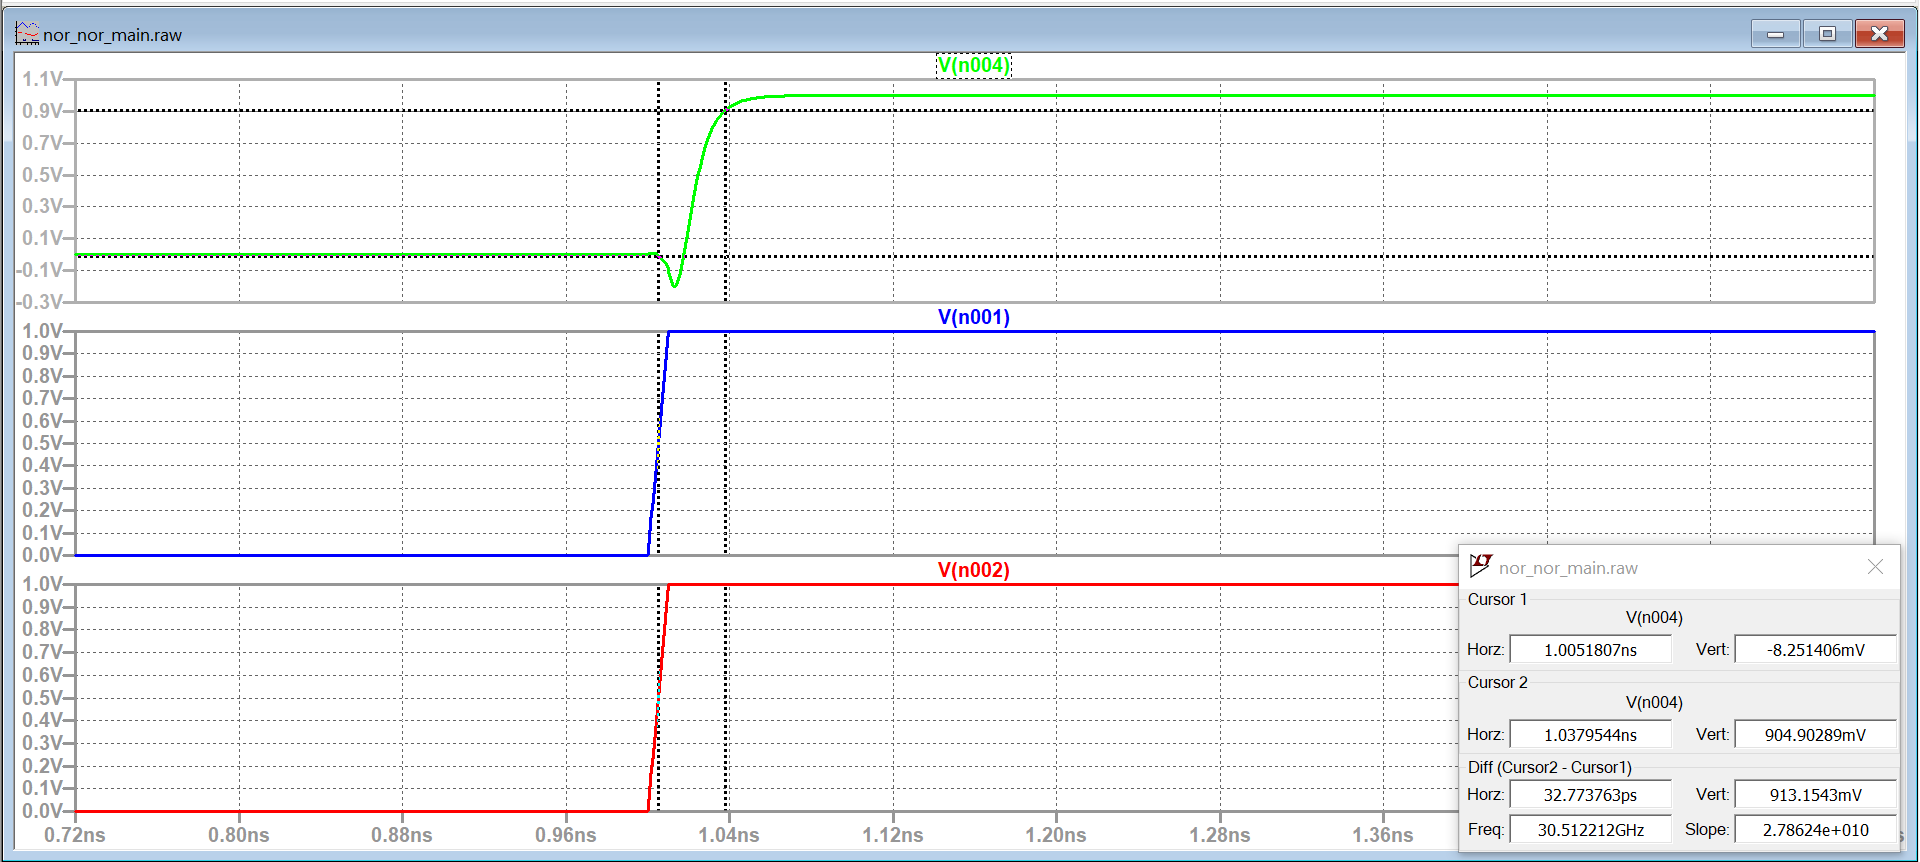 nor_nor_main.raw
V(n004)
1.1V
0.9V
0.7V
0.5V
0.3V
0.1V
-0.1V
-0.3V
V(n001)
1.0V
0.9V
0.8V
0.7V
0.6V
0.5V
0.4V
0.3V
0.2V
0.1V
0.0V
V(n002)
1.0V
0.9V
0.8V
0.7V
0.6V
0.5V
0.4V
0.3V
0.2V
0.1V
0.0V
0.72ns 0.80ns 0.88ns 0.96ns 1.04ns 1.12ns 1.20ns 1.28ns 1.36ns
nor_nor_main.raw
Cursor 1
V(n004)
Horz: 1.0051807ns Vert: -8.251406mV
Cursor 2
V(n004)
Horz: 1.0379544ns Vert: 904.90289mV
Diff (Cursor2 - Cursor1)
Horz: 32.773763ps Vert: 913.1543mV
Freq: 30.512212GHz Slope: 2.78624e+010